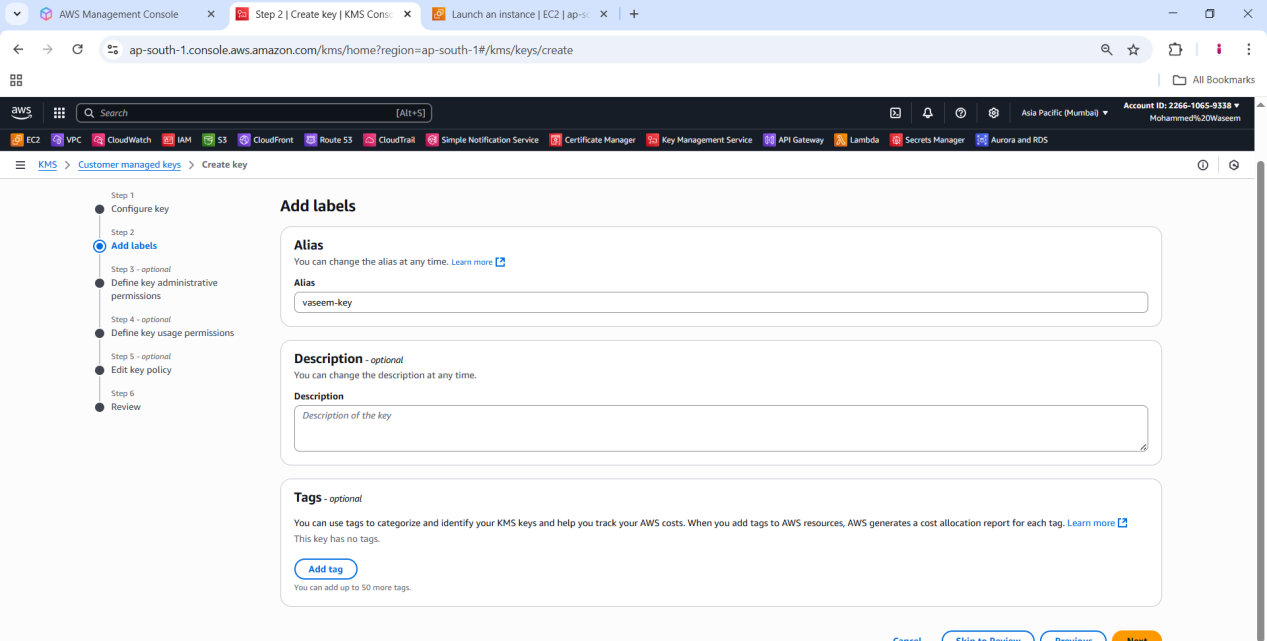 AWS Management Console
Step 2 | Create key | KMS Conso
Launch an instance | EC2 | ap-s
ap-south-1.console.aws.amazon.com/kms/home?region=ap-south-1#/kms/keys/create
All Bookmarks
aws
Search
[Alt+S]
Asia Pacific (Mumbai)
Account ID: 2266-1065-9338
Mohammed%20Waseem
EC2 VPC CloudWatch IAM S3 CloudFront Route 53 CloudTrail Simple Notification Service Certificate Manager Key Management Service API Gateway Lambda Secrets Manager Aurora and RDS
KMS > Customer managed keys > Create key
Step 1
Configure key
Step 2
Add labels
Step 3 - optional
Define key administrative
permissions
Step 4 - optional
Define key usage permissions
Step 5 - optional
Edit key policy
Step 6
Review
Add labels
Alias
You can change the alias at any time. Learn more
Alias
vaseem-key
Description - optional
You can change the description at any time.
Description
Description of the key
Tags - optional
You can use tags to categorize and identify your KMS keys and help you track your AWS costs. When you add tags to AWS resources, AWS generates a cost allocation report for each tag. Learn more
This key has no tags.
Add tag
You can add up to 50 more tags.
Cancel Skip to Review Previous Next